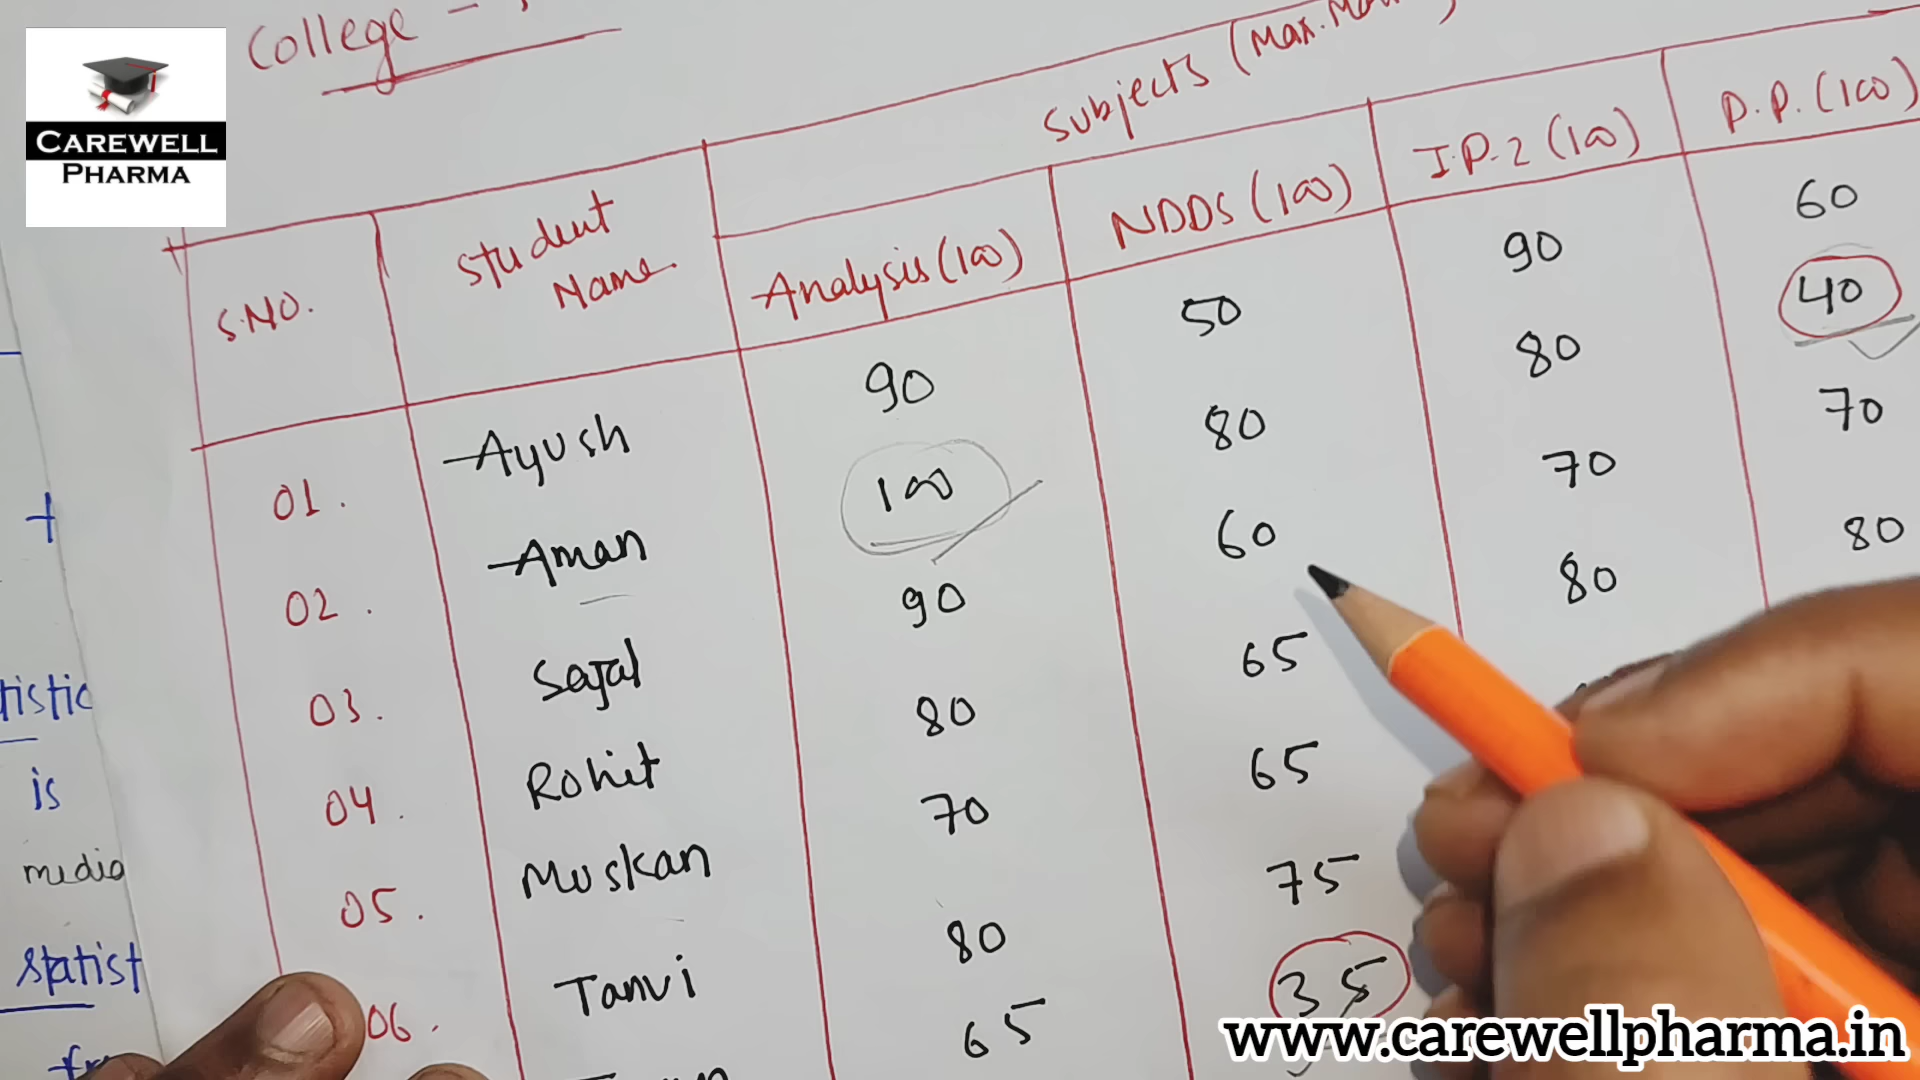 CAREWELL
PHARMA
College -
Subjects (Max.
S.NO. Student Name Analysis(100) NDDS (100) I.P-2 (100) P.P. (100)
01. Ayush 90 50 90 60
02. Aman 100 80 80 40
03. Sajal 90 60 70 70
04. Rohit 80 65 80 80
05. Muskan 70 65
06. Tanvi 80 75
65 35
tistic
is
media
statist
www.carewellpharma.in